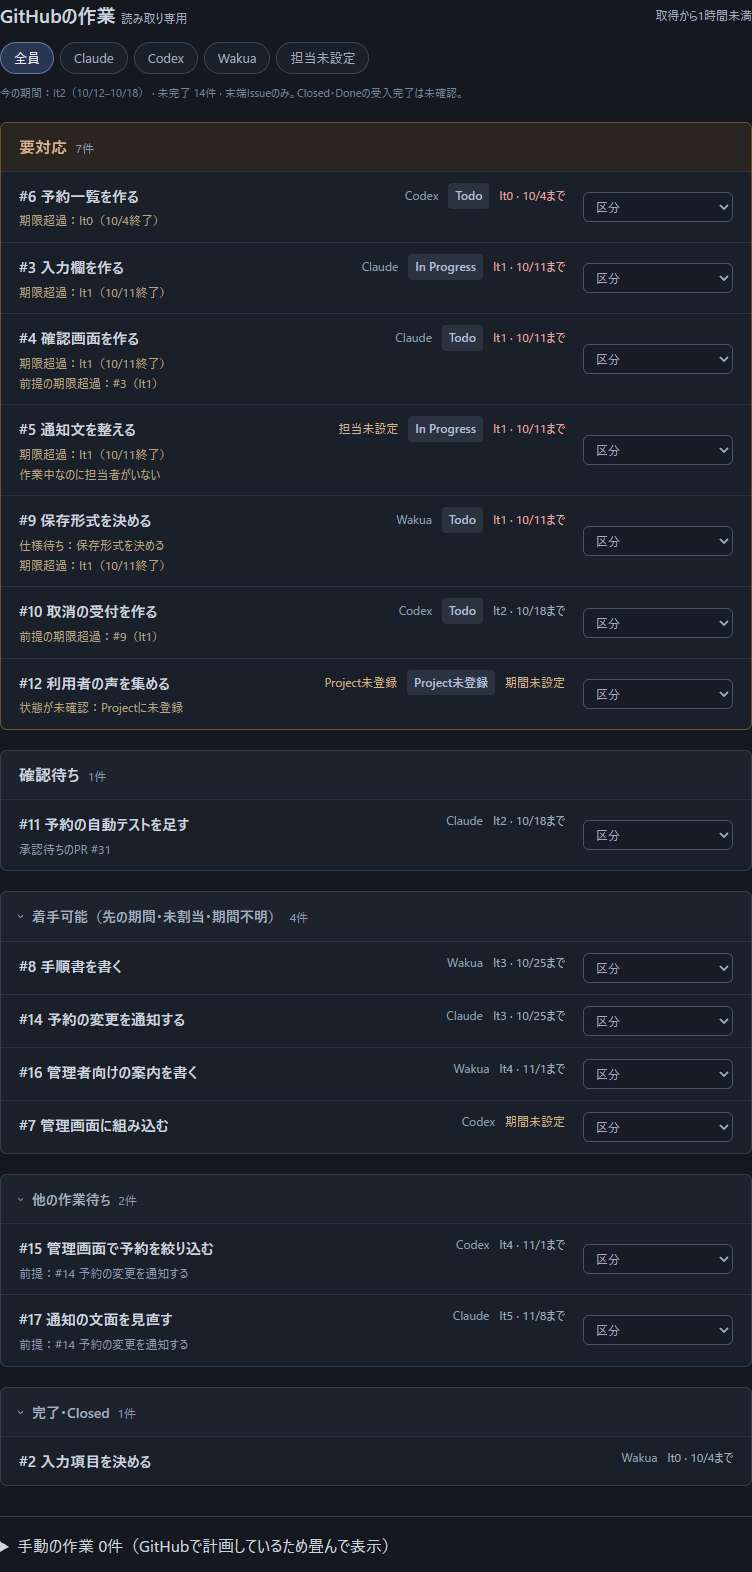 GitHubの作業 読み取り専用 取得から1時間未満
全員 Claude Codex Wakua 担当未設定
今の期間：It2（10/12–10/18）· 未完了 14件 · 末端Issueのみ。Closed・Doneの受入完了は未確認。
要対応 7件
#6 予約一覧を作る Codex Todo It0 · 10/4まで 区分
期限超過：It0（10/4終了）
#3 入力欄を作る Claude In Progress It1 · 10/11まで 区分
期限超過：It1（10/11終了）
#4 確認画面を作る Claude Todo It1 · 10/11まで 区分
期限超過：It1（10/11終了）
前提の期限超過：#3（It1）
#5 通知文を整える 担当未設定 In Progress It1 · 10/11まで 区分
期限超過：It1（10/11終了）
作業中なのに担当者がいない
#9 保存形式を決める Wakua Todo It1 · 10/11まで 区分
仕様待ち：保存形式を決める
期限超過：It1（10/11終了）
#10 取消の受付を作る Codex Todo It2 · 10/18まで 区分
前提の期限超過：#9（It1）
#12 利用者の声を集める Project未登録 Project未登録 期間未設定 区分
状態が未確認：Projectに未登録
確認待ち 1件
#11 予約の自動テストを足す Claude It2 · 10/18まで 区分
承認待ちのPR #31
着手可能（先の期間・未割当・期間不明） 4件
#8 手順書を書く Wakua It3 · 10/25まで 区分
#14 予約の変更を通知する Claude It3 · 10/25まで 区分
#16 管理者向けの案内を書く Wakua It4 · 11/1まで 区分
#7 管理画面に組み込む Codex 期間未設定 区分
他の作業待ち 2件
#15 管理画面で予約を絞り込む Codex It4 · 11/1まで 区分
前提：#14 予約の変更を通知する
#17 通知の文面を見直す Claude It5 · 11/8まで 区分
前提：#14 予約の変更を通知する
完了・Closed 1件
#2 入力項目を決める Wakua It0 · 10/4まで
手動の作業 0件（GitHubで計画しているため畳んで表示）